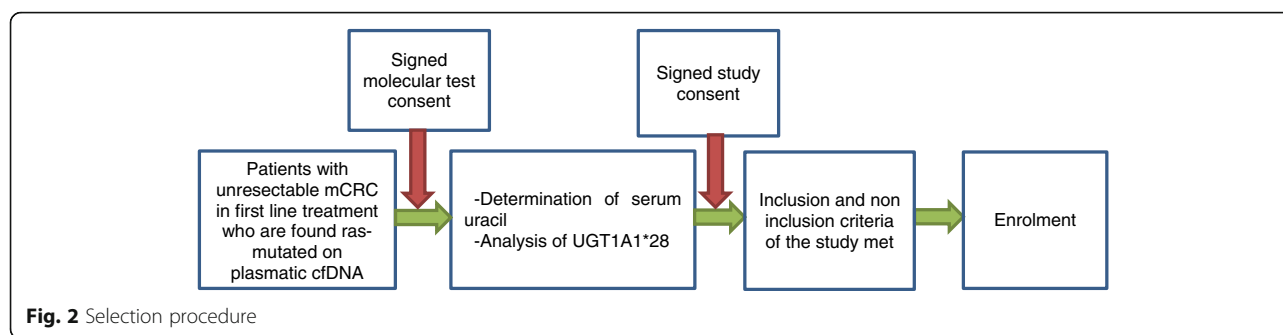 Signed
molecular test
consent
Signed study
consent
Patients with
unresectable mCRC
in first line treatment
who are found ras-
mutated on
plasmatic cfDNA
-Determination of serum
uracil
-Analysis of UGT1A1*28
Inclusion and non
inclusion criteria
of the study met
Enrolment
Fig. 2 Selection procedure